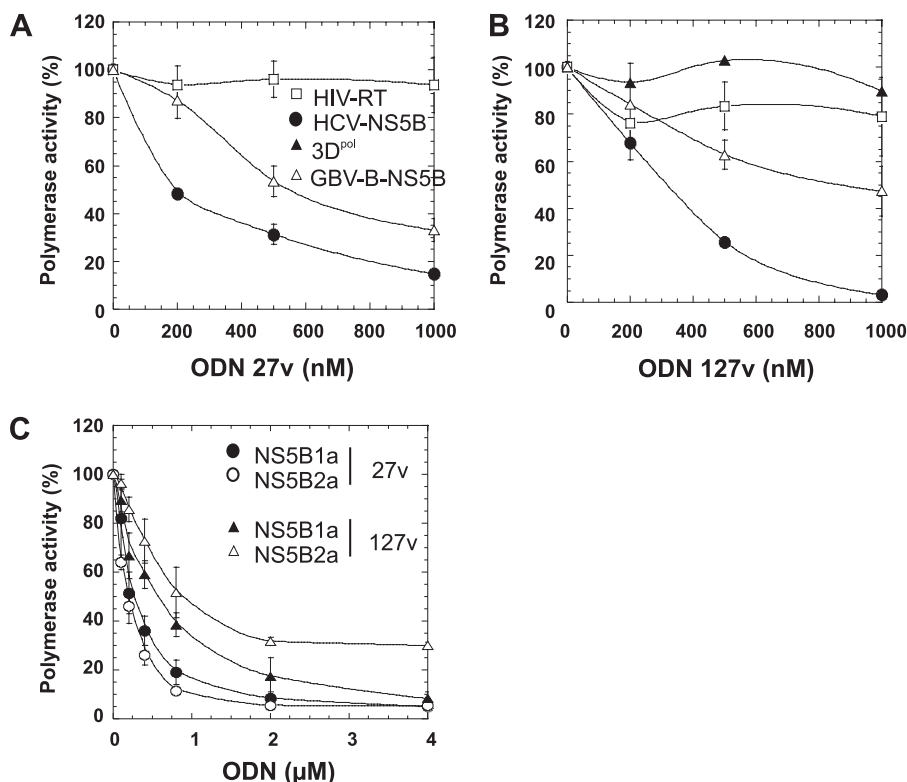 A
Polymerase activity (%)
120
100
80
60
40
20
0
0 200 400 600 800 1000
ODN 27v (nM)
HIV-RT
HCV-NS5B
3Dpol
GBV-B-NS5B
B
Polymerase activity (%)
120
100
80
60
40
20
0
0 200 400 600 800 1000
ODN 127v (nM)
C
Polymerase activity (%)
120
100
80
60
40
20
0
0 1 2 3 4
ODN (µM)
NS5B1a
NS5B2a
27v
NS5B1a
NS5B2a
127v